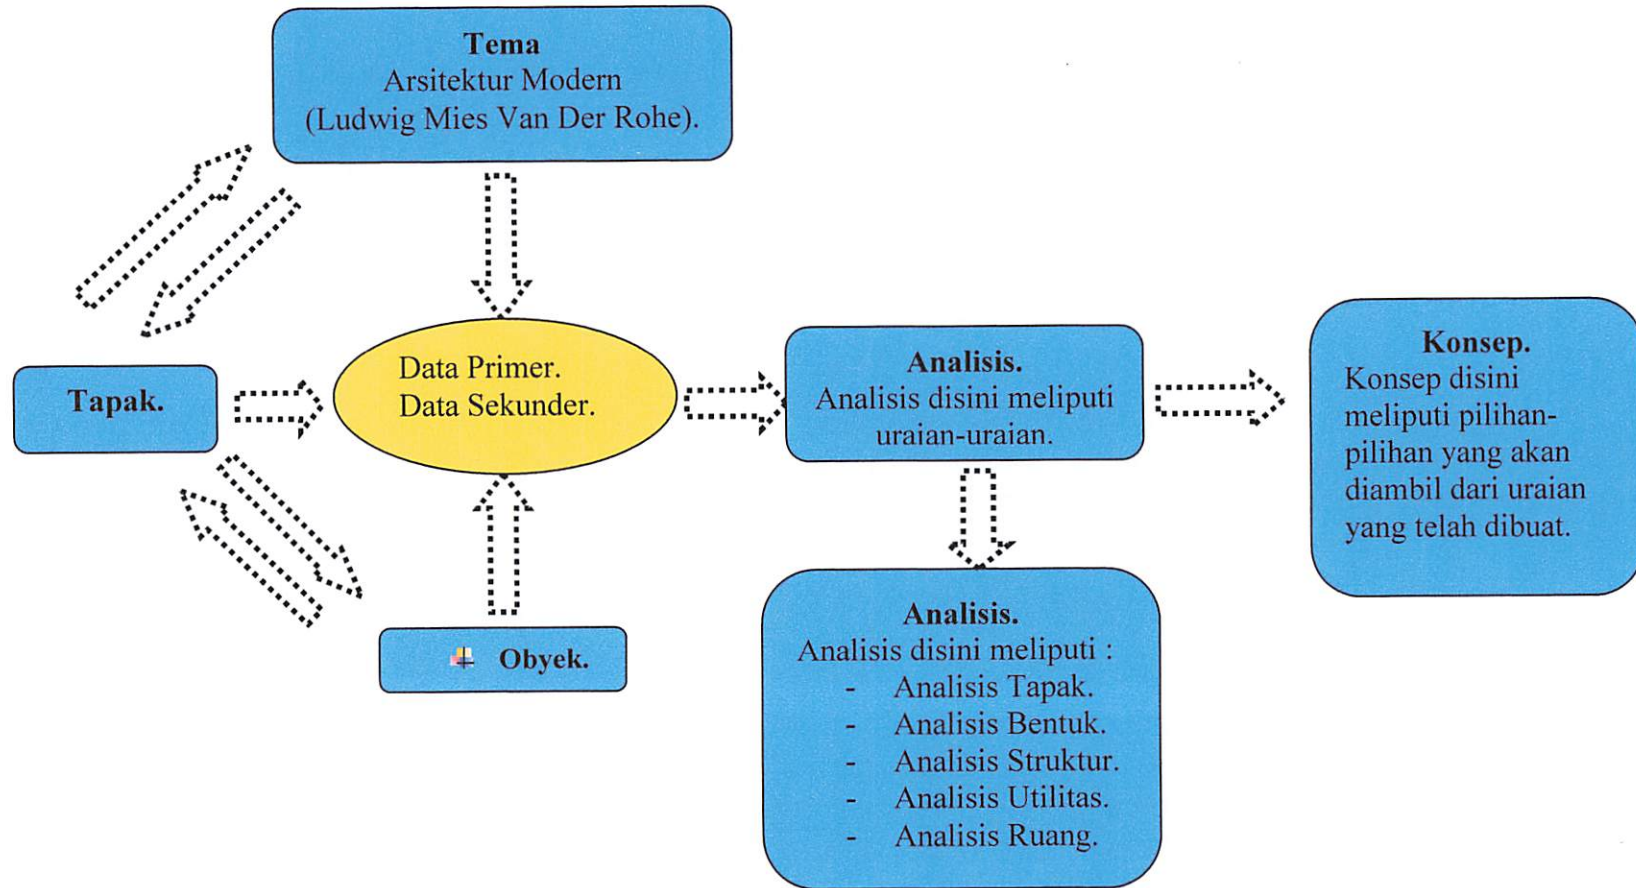 Tema
Arsitektur Modern
(Ludwig Mies Van Der Rohe).
Tapak.
Data Primer.
Data Sekunder.
Analisis.
Analisis disini meliputi
uraian-uraian.
Konsep.
Konsep disini
meliputi pilihan-
pilihan yang akan
diambil dari uraian
yang telah dibuat.
Obyek.
Analisis.
Analisis disini meliputi :
- Analisis Tapak.
- Analisis Bentuk.
- Analisis Struktur.
- Analisis Utilitas.
- Analisis Ruang.